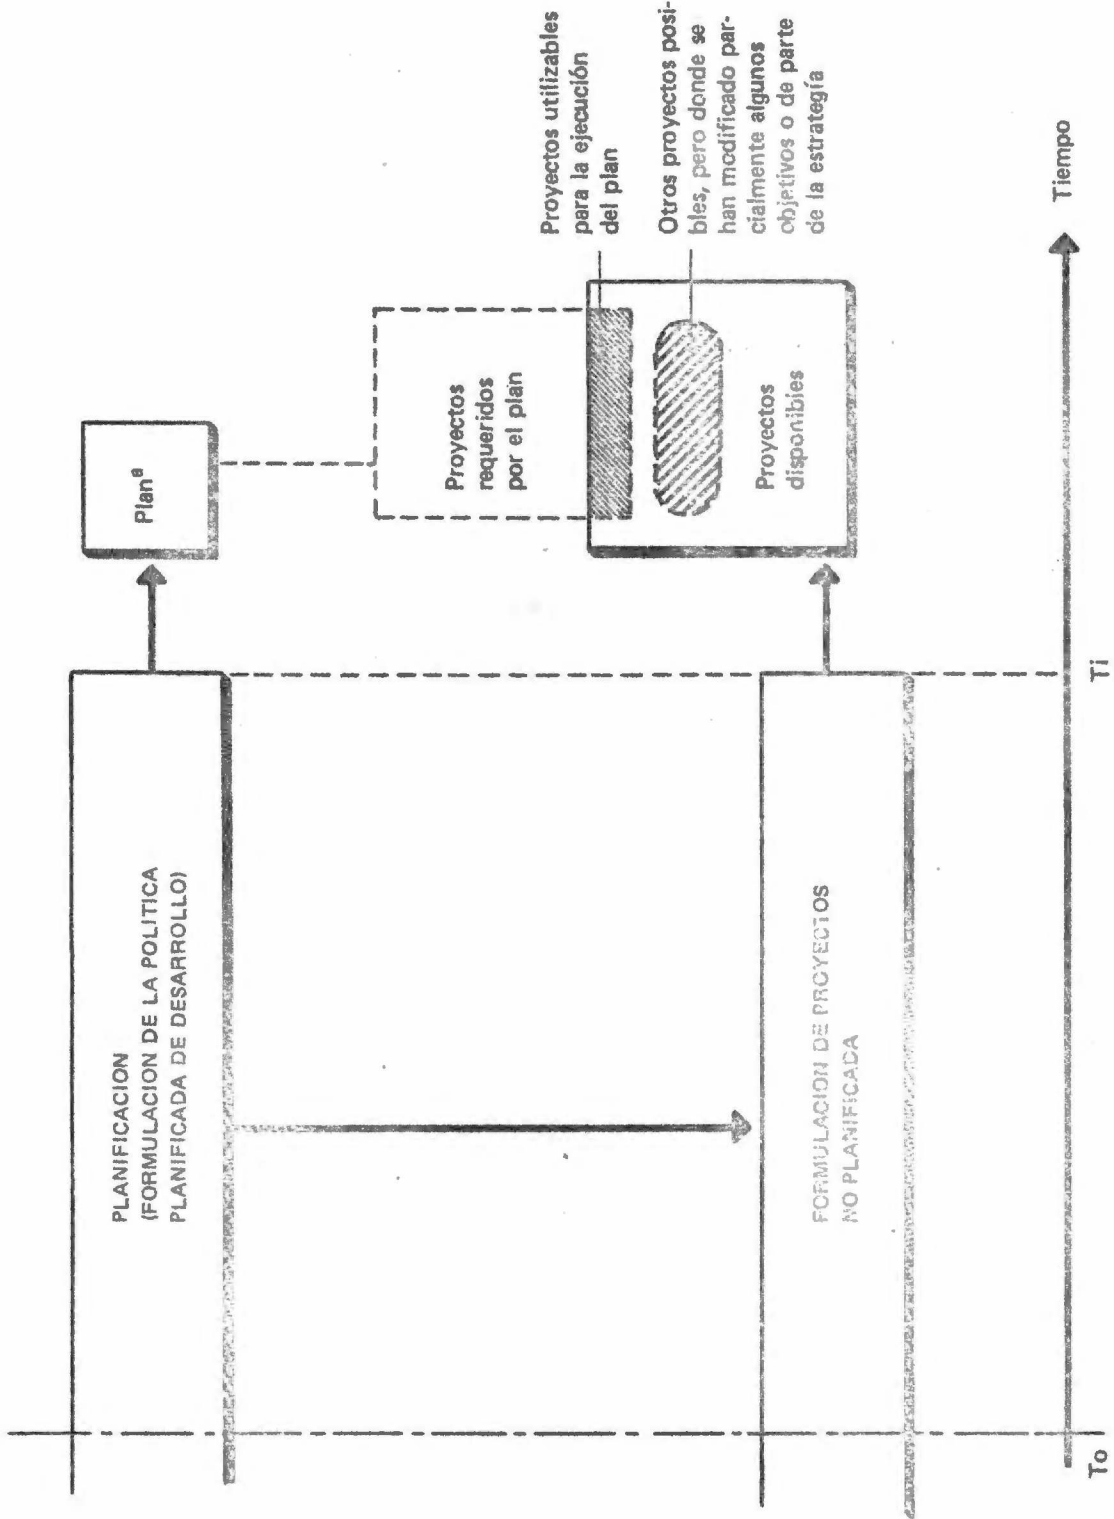 PLANIFICACION
(FORMULACION DE LA POLITICA
PLANIFICADA DE DESARROLLO)
Planª
Proyectos
requeridos
por el plan
Proyectos utilizables
para la ejecución
del plan
Otros proyectos posi-
bles, pero donde se
han modificado par-
cialmente algunos
objetivos o de parte
de la estrategía
Proyectos
disponibles
FORMULACION DE PROYECTOS
NO PLANIFICADA
To
Ti
Tiempo